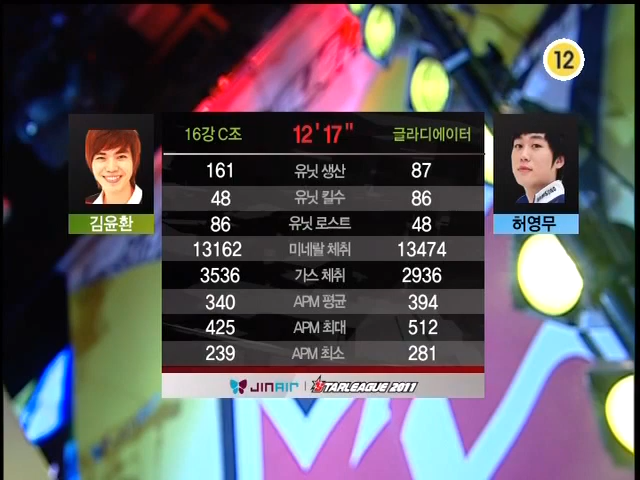 12
16강 C조 12'17" 글라디에이터
161 유닛 생산 87
48 유닛 킬수 86
86 유닛 로스트 48
13162 미네랄 체취 13474
3536 가스 체취 2936
340 APM 평균 394
425 APM 최대 512
239 APM 최소 281
김윤환
허영무
JINAIR STARLEAGUE 2011